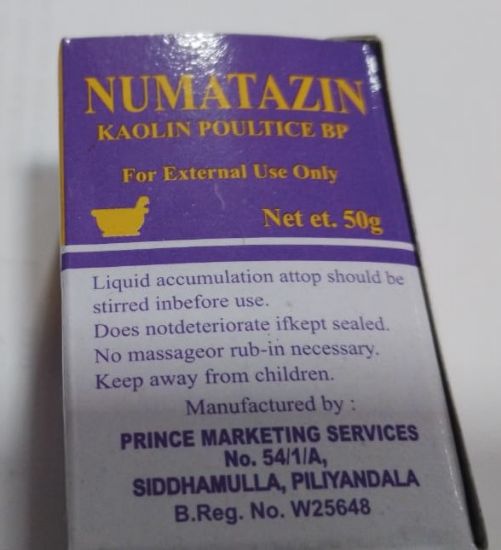 NUMATAZIN
KAOLIN POULTICE BP
For External Use Only
Net et. 50g
Liquid accumulation attop should be
stirred inbefore use.
Does notdeteriorate ifkept sealed.
No massageor rub-in necessary.
Keep away from children.
Manufactured by :
PRINCE MARKETING SERVICES
No. 54/1/A,
SIDDHAMULLA, PILIYANDALA
B.Reg. No. W25648